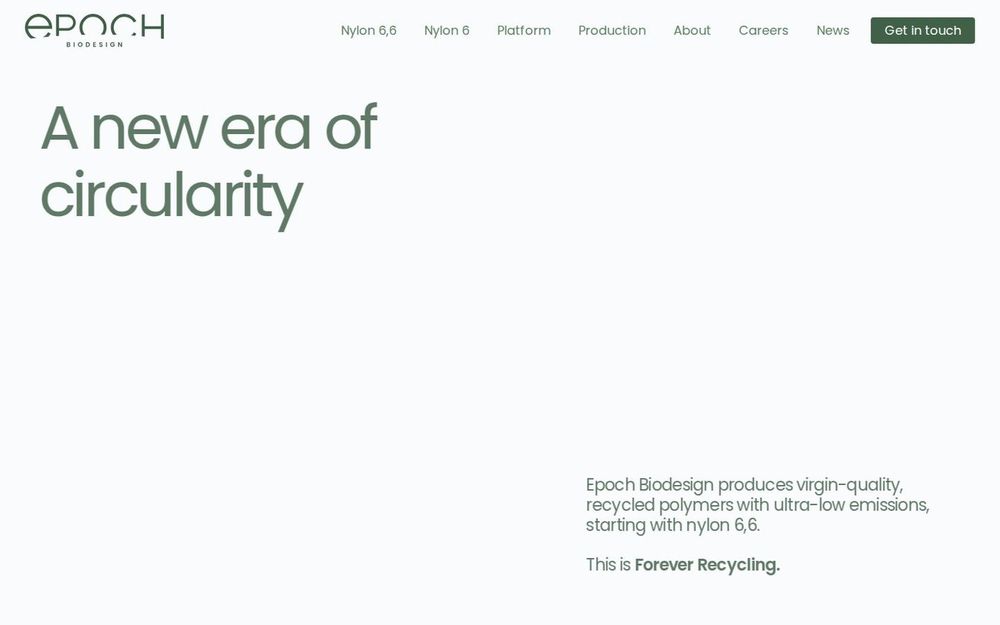 epoch
BIODESIGN
Nylon 6,6
Nylon 6
Platform
Production
About
Careers
News
Get in touch
A new era of
circularity
Epoch Biodesign produces virgin-quality,
recycled polymers with ultra-low emissions,
starting with nylon 6,6.
This is Forever Recycling.